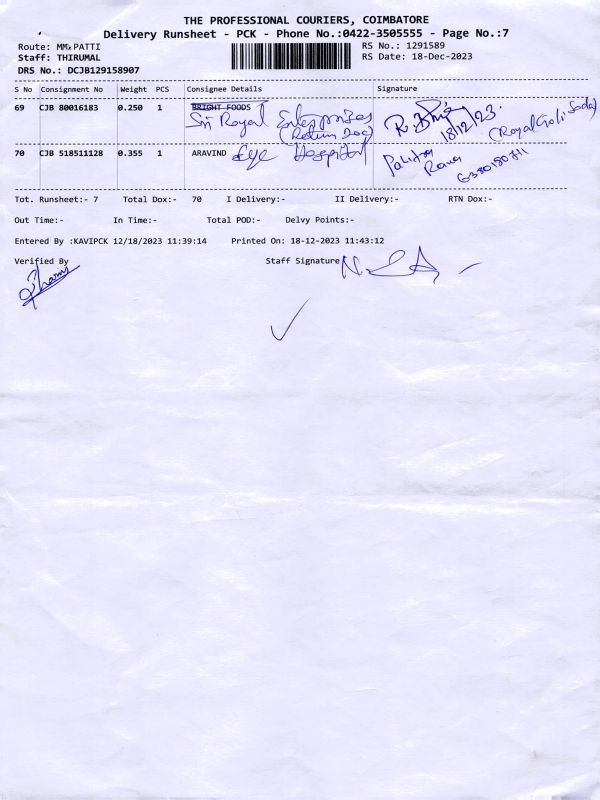 THE PROFESSIONAL COURIERS, COIMBATORE
Delivery Runsheet - PCK - Phone No.:0422-3505555 - Page No.:7
Route: MM PATTI RS No.: 1291589
Staff: THIRUMAL RS Date: 18-Dec-2023
DRS No.: DCJB129158907
S No Consignment No Weight PCS Consignee Details Signature
69 CJB 80016183 0.250 1 BRIGHT FOODS
Sri Royal Enterprises
(Return Doc)
18/12/23
(Royal Goli Soda)
70 CJB 518511128 0.355 1 ARAVIND Eye Hospital
Tot. Runsheet:- 7 Total Dox:- 70 I Delivery:- II Delivery:- RTN Dox:-
Out Time:- In Time:- Total POD:- Delvy Points:-
Entered By :KAVIPCK 12/18/2023 11:39:14 Printed On: 18-12-2023 11:43:12
Verified By Staff Signature